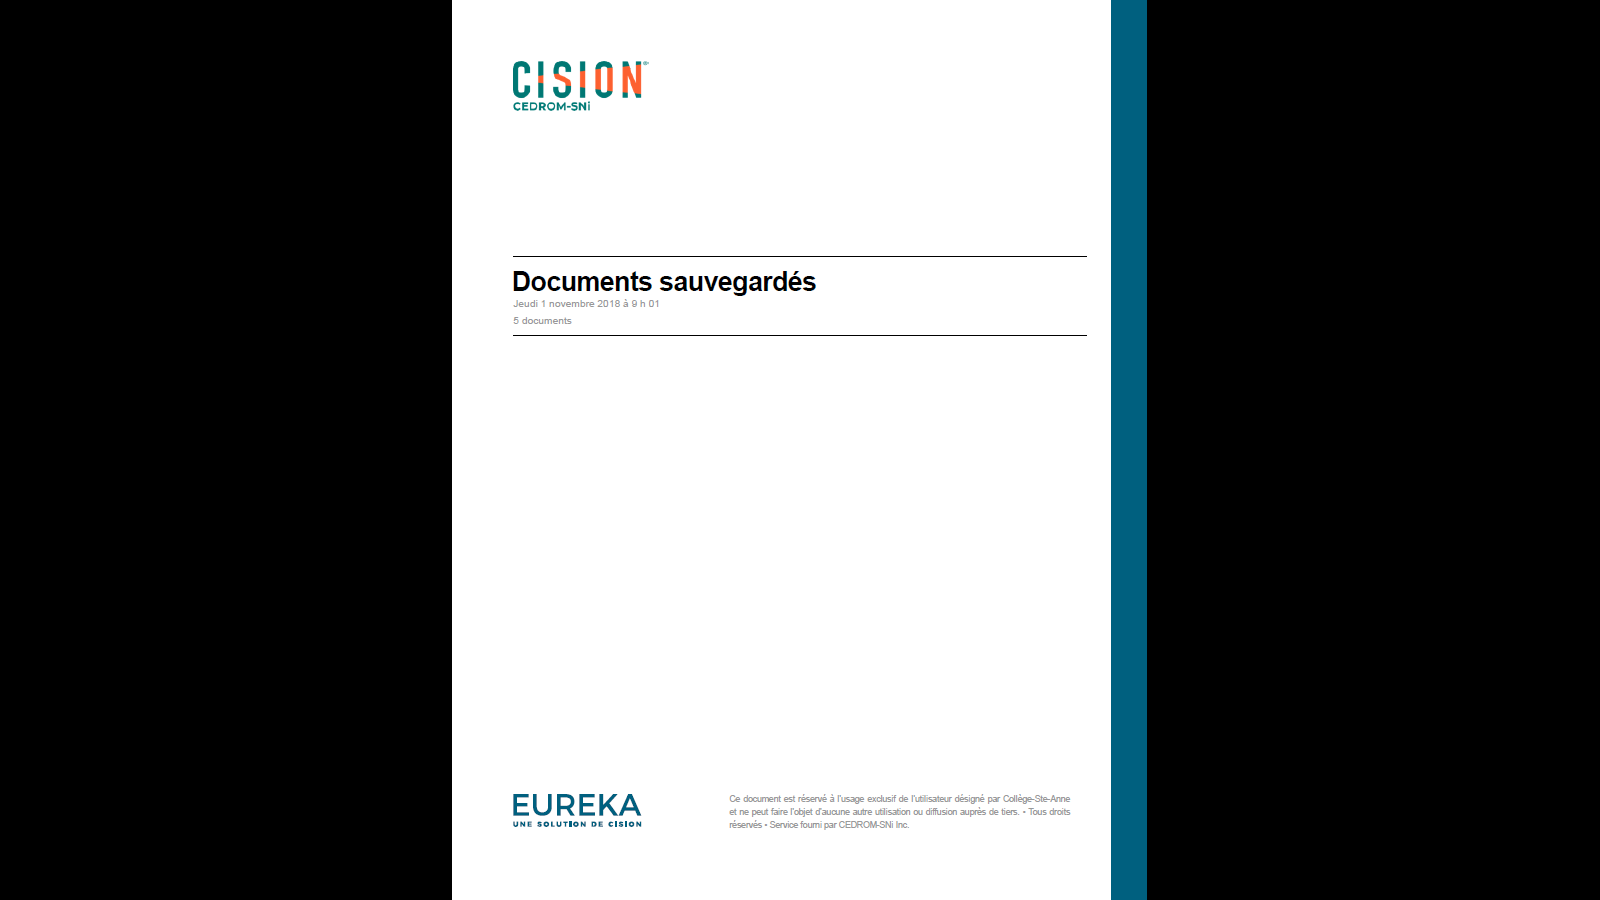 CISION®
CEDROM-SNi
Documents sauvegardés
Jeudi 1 novembre 2018 à 9 h 01
5 documents
EUREKA
UNE SOLUTION DE CISION
Ce document est réservé à l'usage exclusif de l'utilisateur désigné par Collège-Ste-Anne
et ne peut faire l'objet d'aucune autre utilisation ou diffusion auprès de tiers. • Tous droits
réservés • Service fourni par CEDROM-SNi Inc.